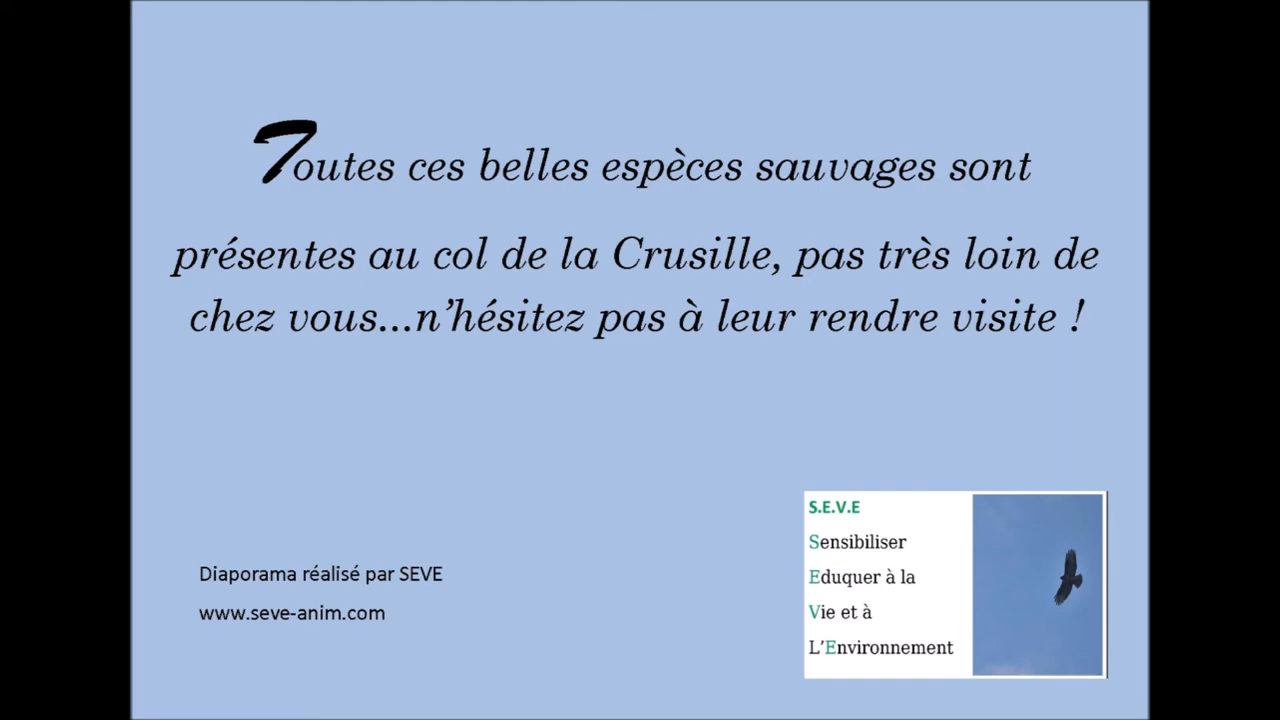 Toutes ces belles espèces sauvages sont
présentes au col de la Crusille, pas très loin de
chez vous...n’hésitez pas à leur rendre visite !
Diaporama réalisé par SEVE
www.seve-anim.com
S.E.V.E
Sensibiliser
Eduquer à la
Vie et à
L’Environnement